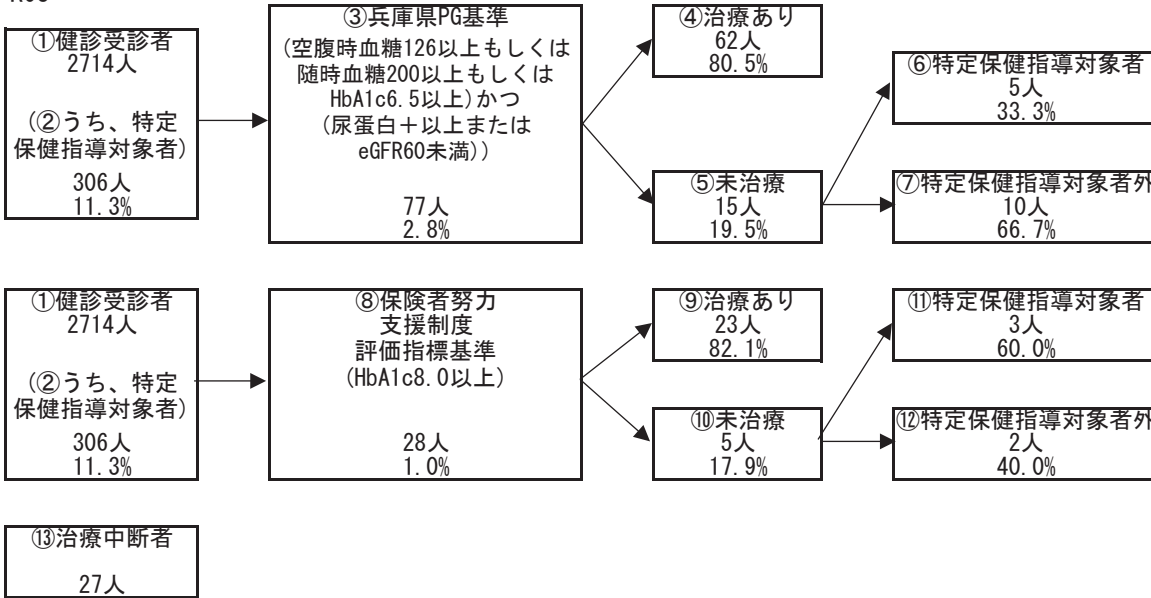 ①健診受診者
2714人
(②うち、特定
保健指導対象者)
306人
11.3%
③兵庫県PG基準
(空腹時血糖126以上もしくは
随時血糖200以上もしくは
HbA1c6.5以上)かつ
(尿蛋白+以上または
eGFR60未満))
77人
2.8%
④治療あり
62人
80.5%
⑤未治療
15人
19.5%
⑥特定保健指導対象者
5人
33.3%
⑦特定保健指導対象者外
10人
66.7%
①健診受診者
2714人
(②うち、特定
保健指導対象者)
306人
11.3%
⑧保険者努力
支援制度
評価指標基準
(HbA1c8.0以上)
28人
1.0%
⑨治療あり
23人
82.1%
⑩未治療
5人
17.9%
⑪特定保健指導対象者
3人
60.0%
⑫特定保健指導対象者外
2人
40.0%
⑬治療中断者
27人